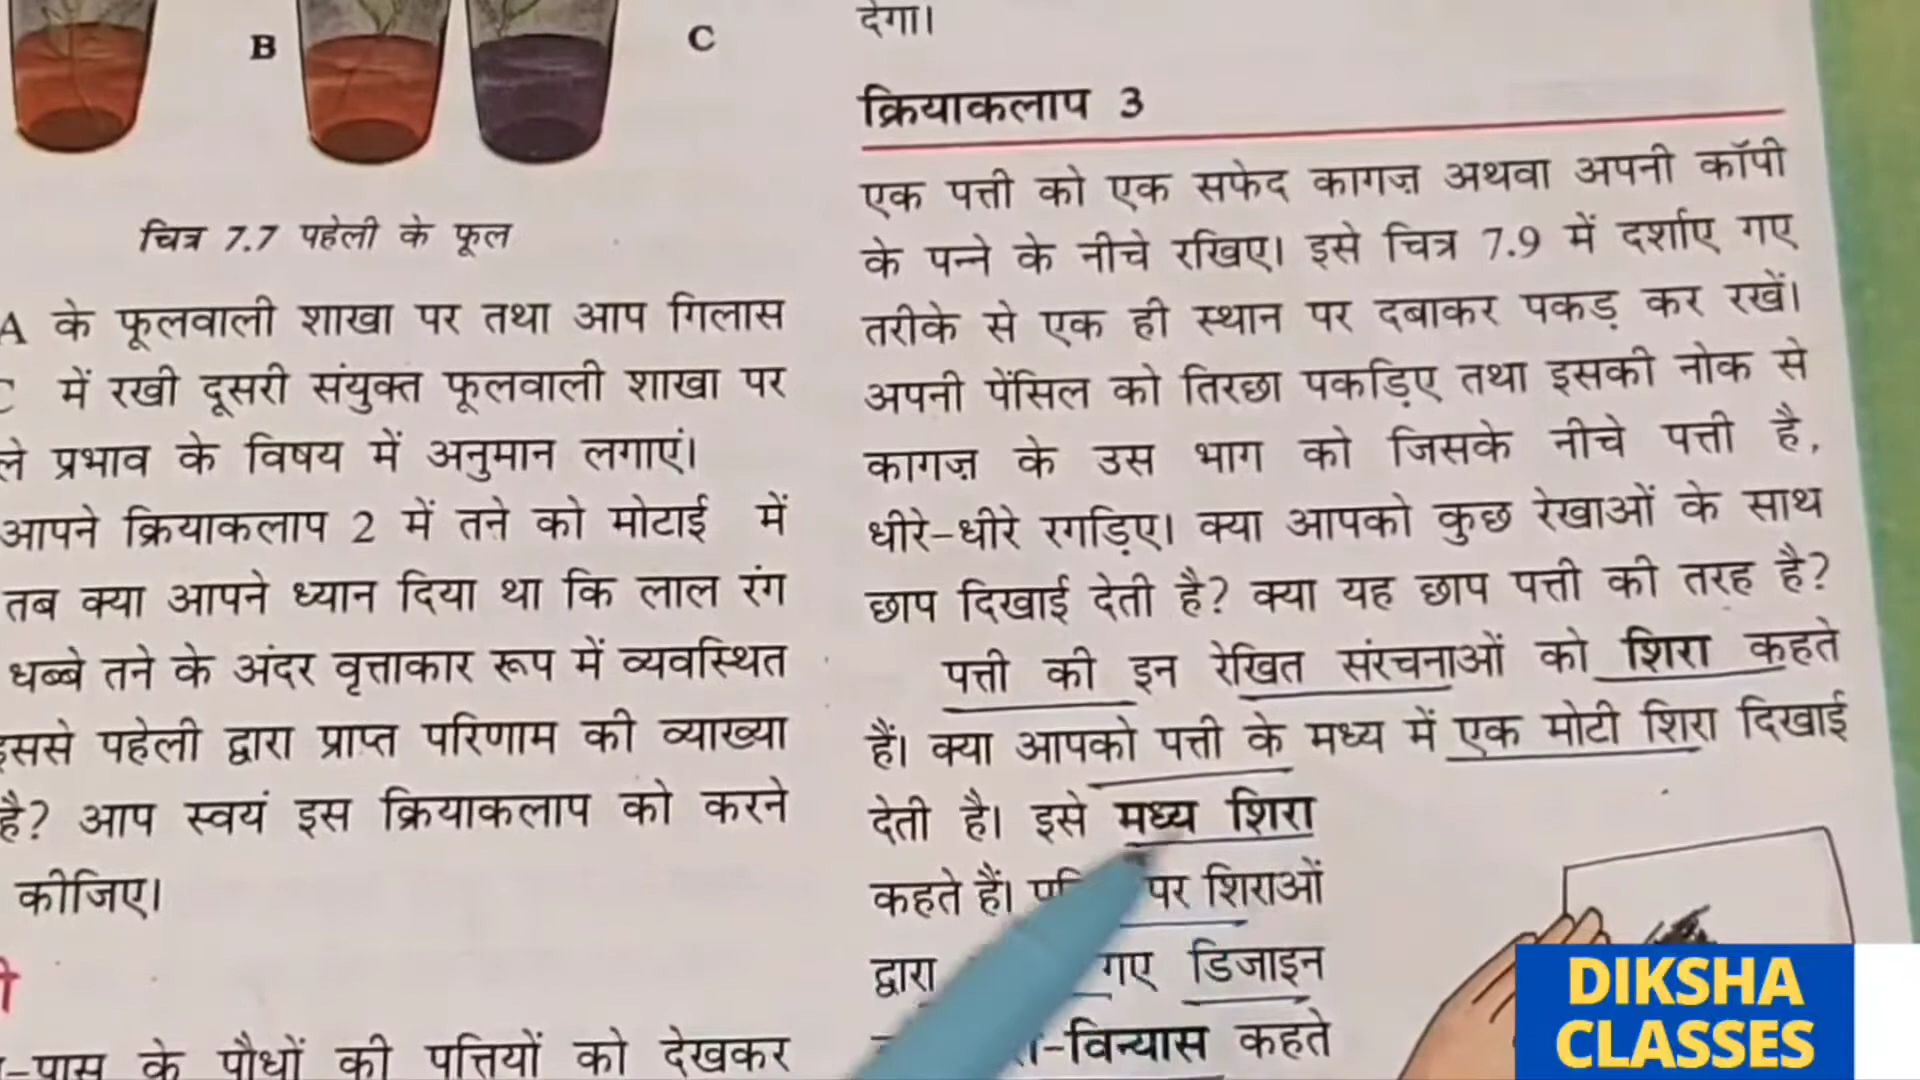 B
C
चित्र 7.7 पहेली के फूल
A के फूलवाली शाखा पर तथा आप गिलास
में रखी दूसरी संयुक्त फूलवाली शाखा पर
प्रभाव के विषय में अनुमान लगाएं।
आपने क्रियाकलाप 2 में तने को मोटाई में
तब क्या आपने ध्यान दिया था कि लाल रंग
धब्बे तने के अंदर वृत्ताकार रूप में व्यवस्थित
इससे पहेली द्वारा प्राप्त परिणाम की व्याख्या
है? आप स्वयं इस क्रियाकलाप को करने
कीजिए।
-पास के पौधों की पत्तियों को देखकर
देगा।
क्रियाकलाप 3
एक पत्ती को एक सफेद कागज़ अथवा अपनी कॉपी
के पन्ने के नीचे रखिए। इसे चित्र 7.9 में दर्शाए गए
तरीके से एक ही स्थान पर दबाकर पकड़ कर रखें।
अपनी पेंसिल को तिरछा पकड़िए तथा इसकी नोक से
कागज़ के उस भाग को जिसके नीचे पत्ती है,
धीरे-धीरे रगड़िए। क्या आपको कुछ रेखाओं के साथ
छाप दिखाई देती है? क्या यह छाप पत्ती की तरह है?
पत्ती की इन रेखित संरचनाओं को शिरा कहते
हैं। क्या आपको पत्ती के मध्य में एक मोटी शिरा दिखाई
देती है। इसे मध्य शिरा
कहते हैं। पर शिराओं
द्वारा गए डिजाइन
-विन्यास कहते
DIKSHA
CLASSES